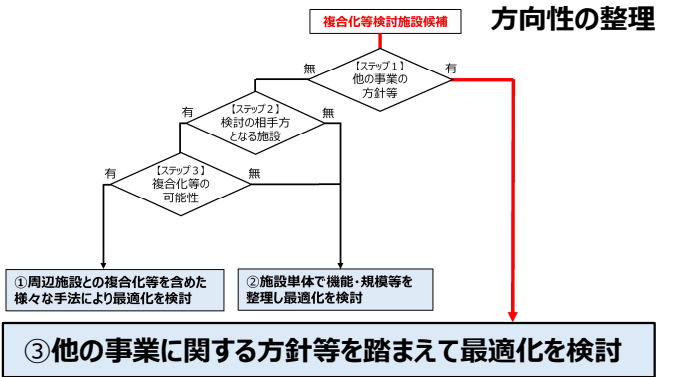 方向性の整理
複合化等検討施設候補
【ステップ1】
他の事業の
方針等
無
有
【ステップ2】
検討の相手方
となる施設
有
無
【ステップ3】
複合化等の
可能性
有
無
①周辺施設との複合化等を含めた
様々な手法により最適化を検討
②施設単体で機能・規模等を
整理し最適化を検討
③他の事業に関する方針等を踏まえて最適化を検討